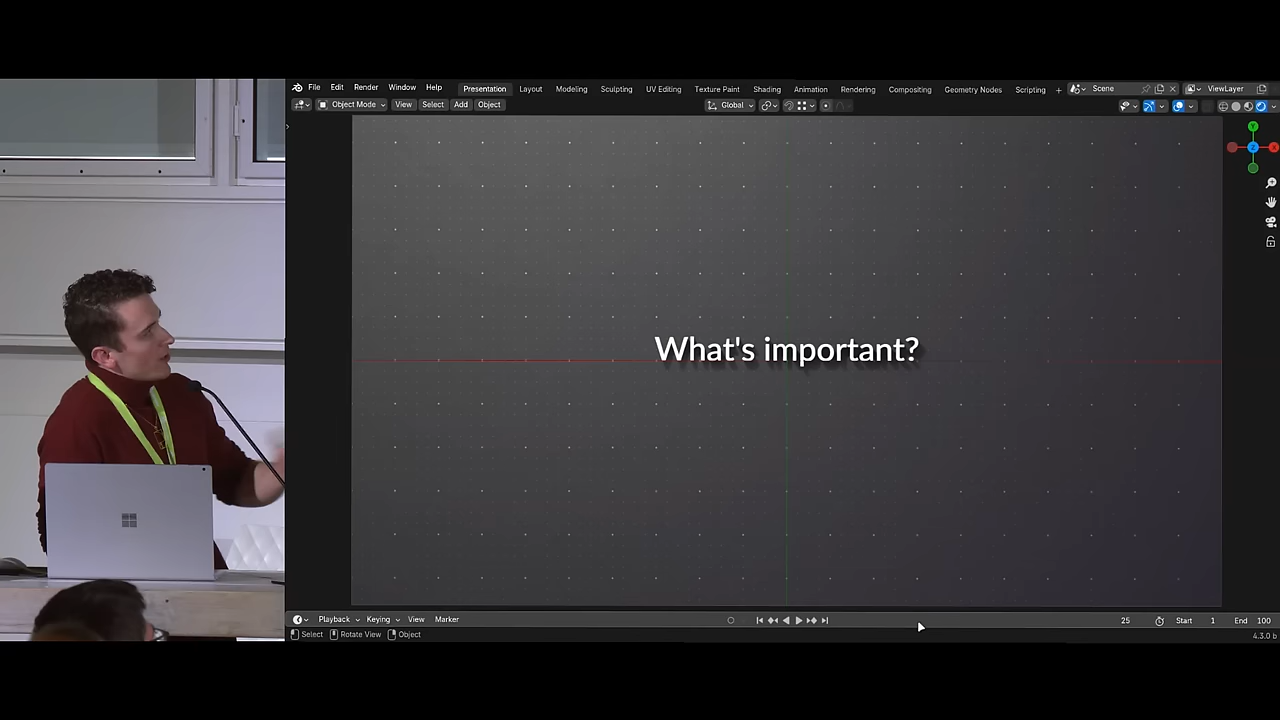 File Edit Render Window Help Presentation Layout Modeling Sculpting UV Editing Texture Paint Shading Animation Rendering Compositing Geometry Nodes Scripting + Scene ViewLayer
Object Mode View Select Add Object Global
Y
Z X
What's important?
Playback Keying View Marker 25 Start 1 End 100
Select Rotate View Object 4.3.0 b